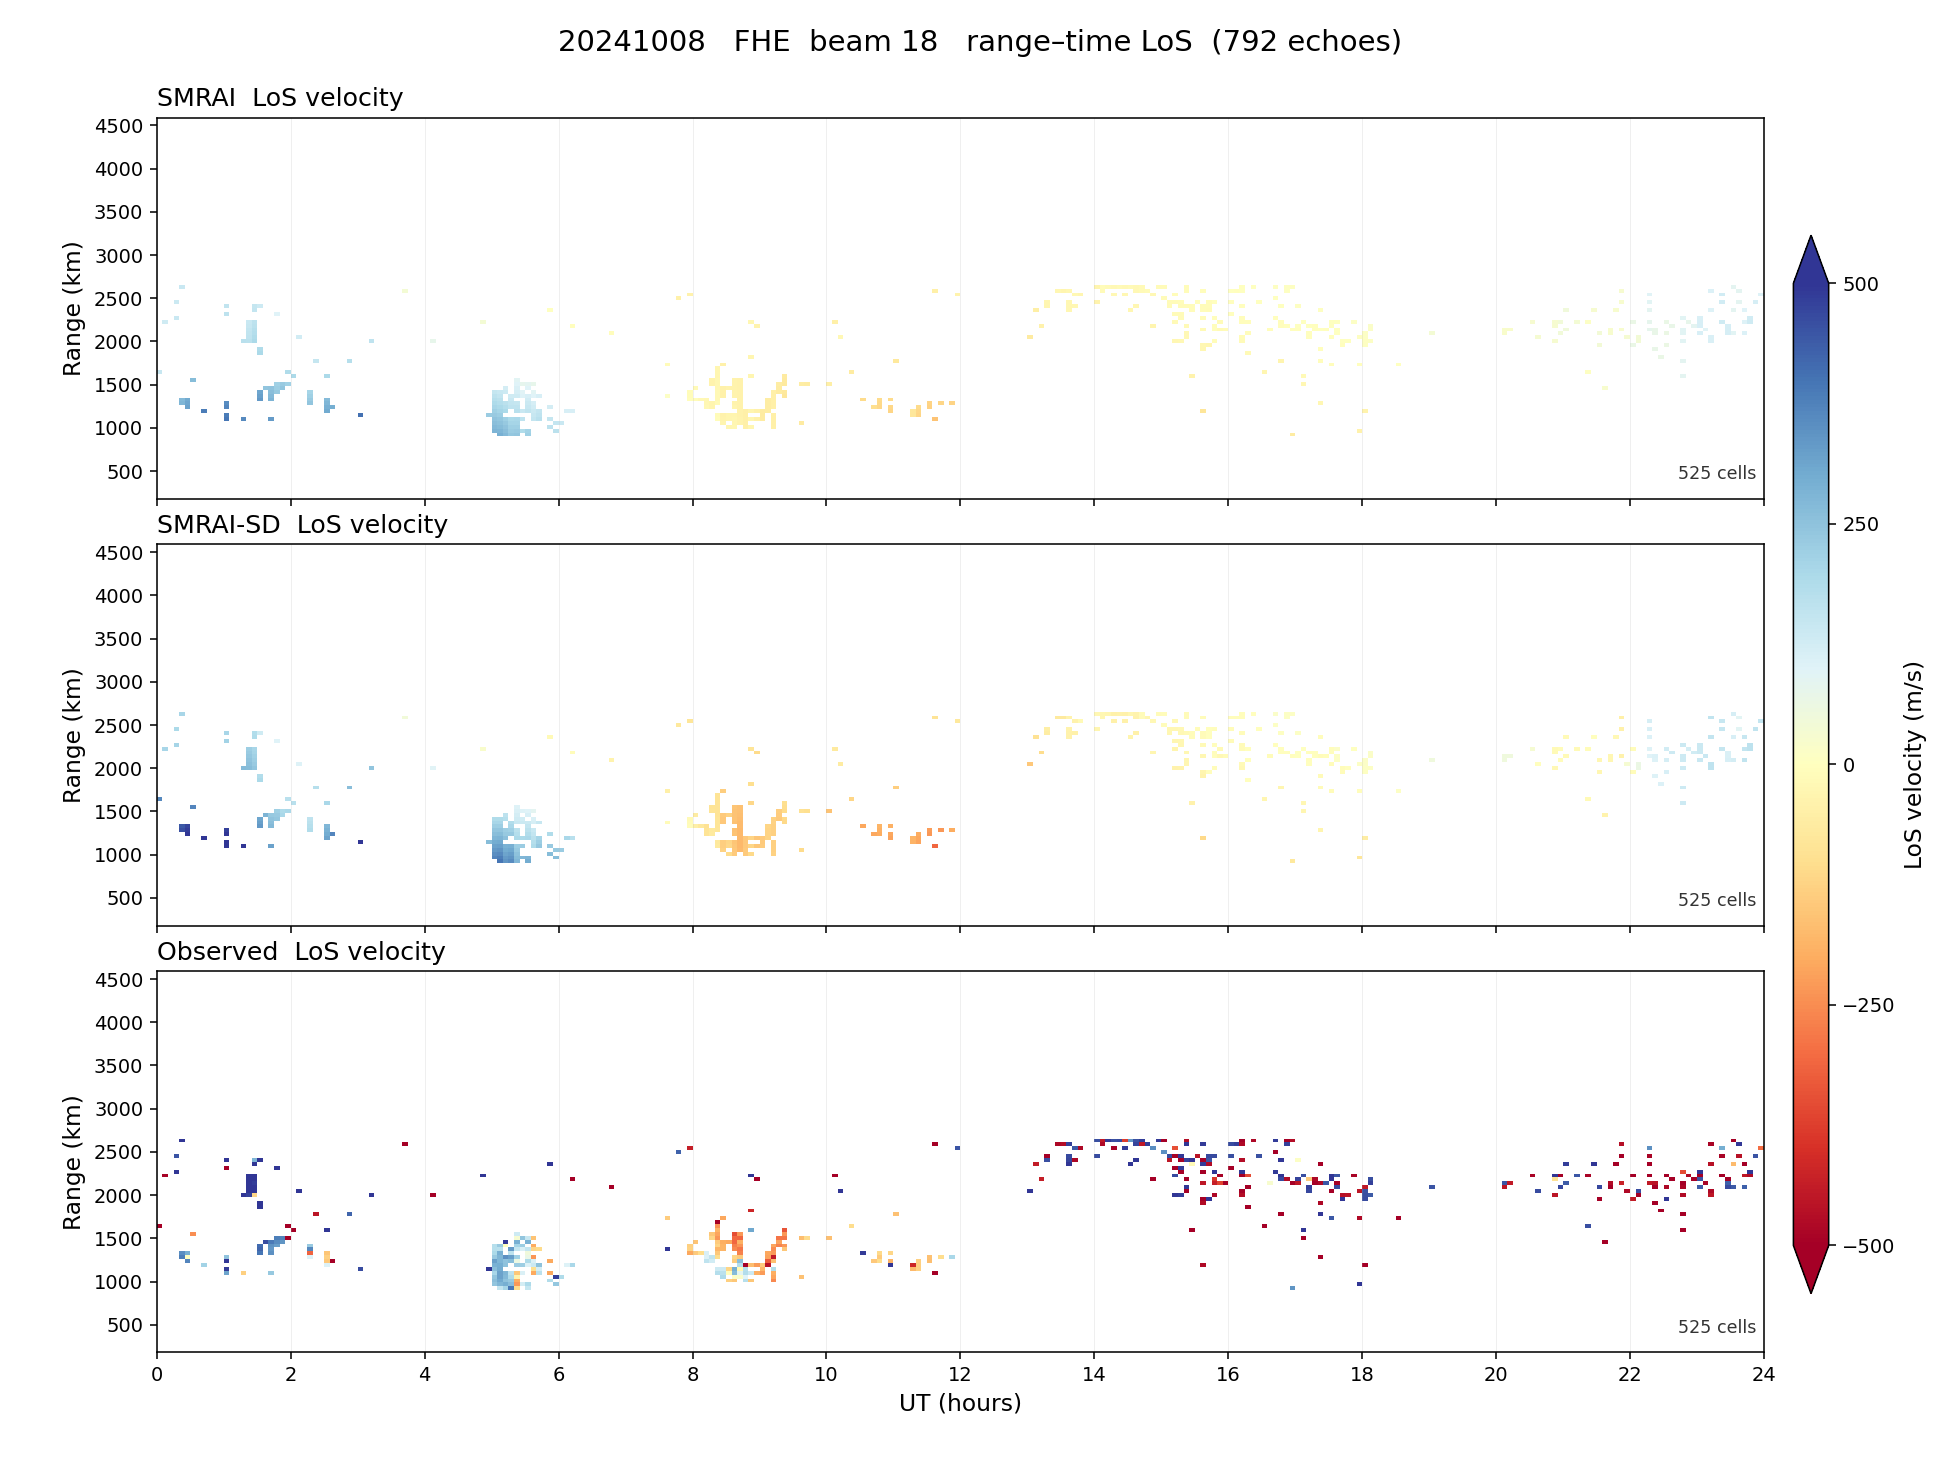 20241008   FHE  beam 18   range–time LoS  (792 echoes)
SMRAI  LoS velocity
4500
4000
3500
3000
2500
2000
1500
1000
500
Range (km)
525 cells
SMRAI-SD  LoS velocity
4500
4000
3500
3000
2500
2000
1500
1000
500
Range (km)
525 cells
Observed  LoS velocity
4500
4000
3500
3000
2500
2000
1500
1000
500
Range (km)
525 cells
0 2 4 6 8 10 12 14 16 18 20 22 24
UT (hours)
500
250
0
−250
−500
LoS velocity (m/s)